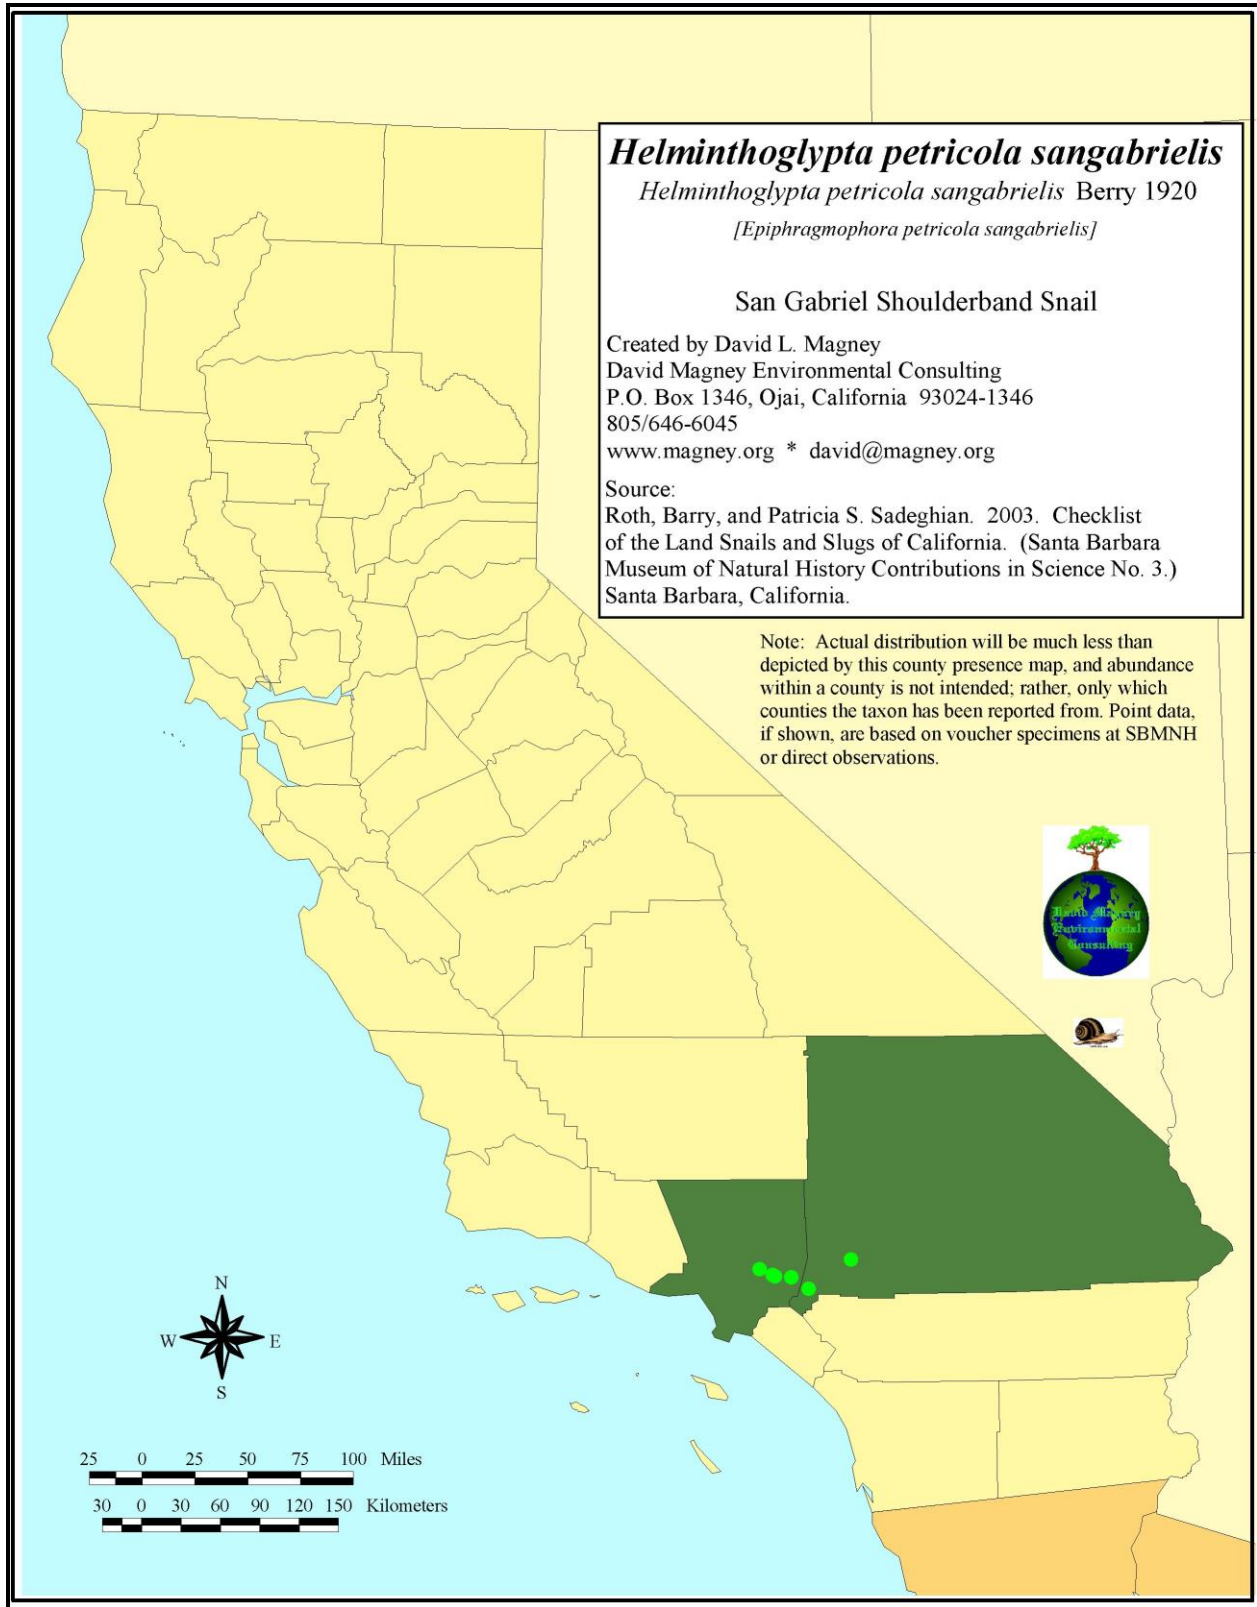 Helminthoglypta petricola sangabrielis
Helminthoglypta petricola sangabrielis Berry 1920
[Epiphragmophora petricola sangabrielis]
San Gabriel Shoulderband Snail
Created by David L. Magney
David Magney Environmental Consulting
P.O. Box 1346, Ojai, California 93024-1346
805/646-6045
www.magney.org * david@magney.org
Source:
Roth, Barry, and Patricia S. Sadeghian. 2003. Checklist
of the Land Snails and Slugs of California. (Santa Barbara
Museum of Natural History Contributions in Science No. 3.)
Santa Barbara, California.
Note: Actual distribution will be much less than
depicted by this county presence map, and abundance
within a county is not intended; rather, only which
counties the taxon has been reported from. Point data,
if shown, are based on voucher specimens at SBMNH
or direct observations.
David Magney
Environmental
Consulting
N
W E
S
25 0 25 50 75 100 Miles
30 0 30 60 90 120 150 Kilometers